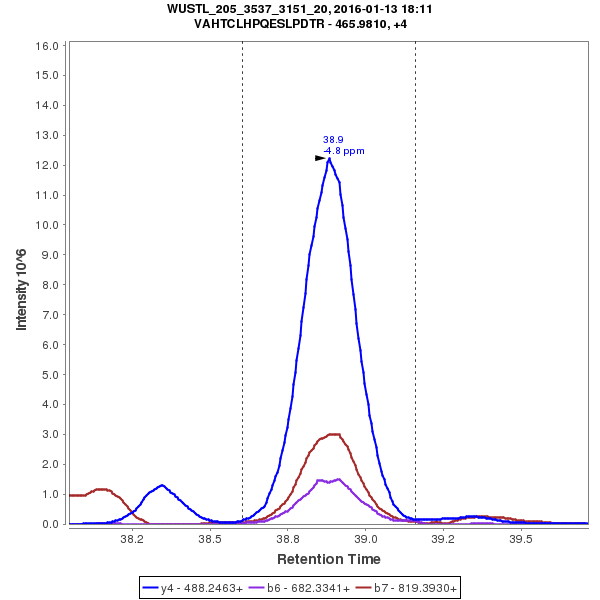 WUSTL_205_3537_3151_20, 2016-01-13 18:11
VAHTCLHPQESLPDTR - 465.9810, +4
16.0
15.0
14.0
13.0
12.0
11.0
10.0
9.0
8.0
7.0
6.0
5.0
4.0
3.0
2.0
1.0
0.0
Intensity 10^6
38.9
-4.8 ppm
38.2 38.5 38.8 39.0 39.2 39.5
Retention Time
y4 - 488.2463+ b6 - 682.3341+ b7 - 819.3930+